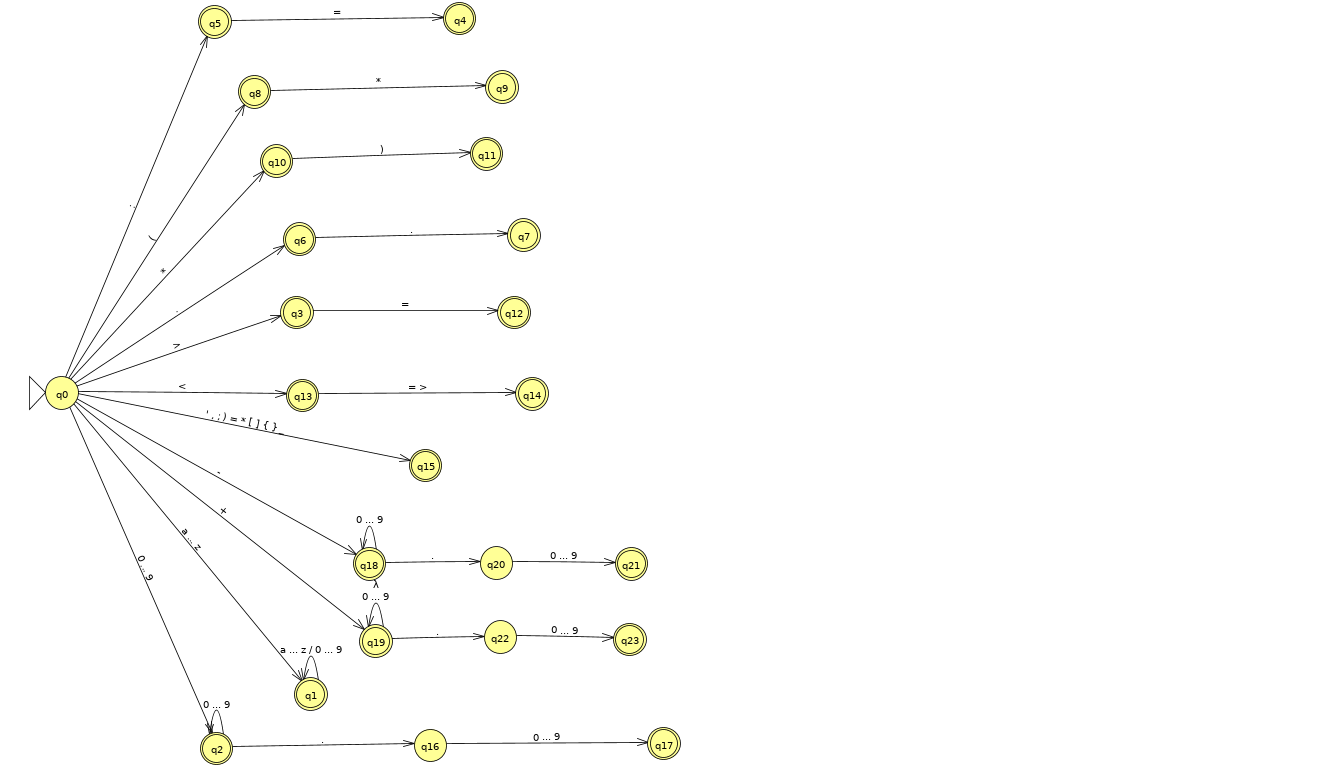 q5 = q4
q8 * q9
q10 ) q11
:
(
*
q6 . q7
.
q3 = q12
>
q0 < q13 = > q14
' , ; ) = * [ ] { } _
q15
-
0 ... 9
q18 . q20 0 ... 9 q21
+
a ... z
0 ... 9
λ
0 ... 9
q19 . q22 0 ... 9 q23
a ... z / 0 ... 9
q1
0 ... 9
q2 . q16 0 ... 9 q17